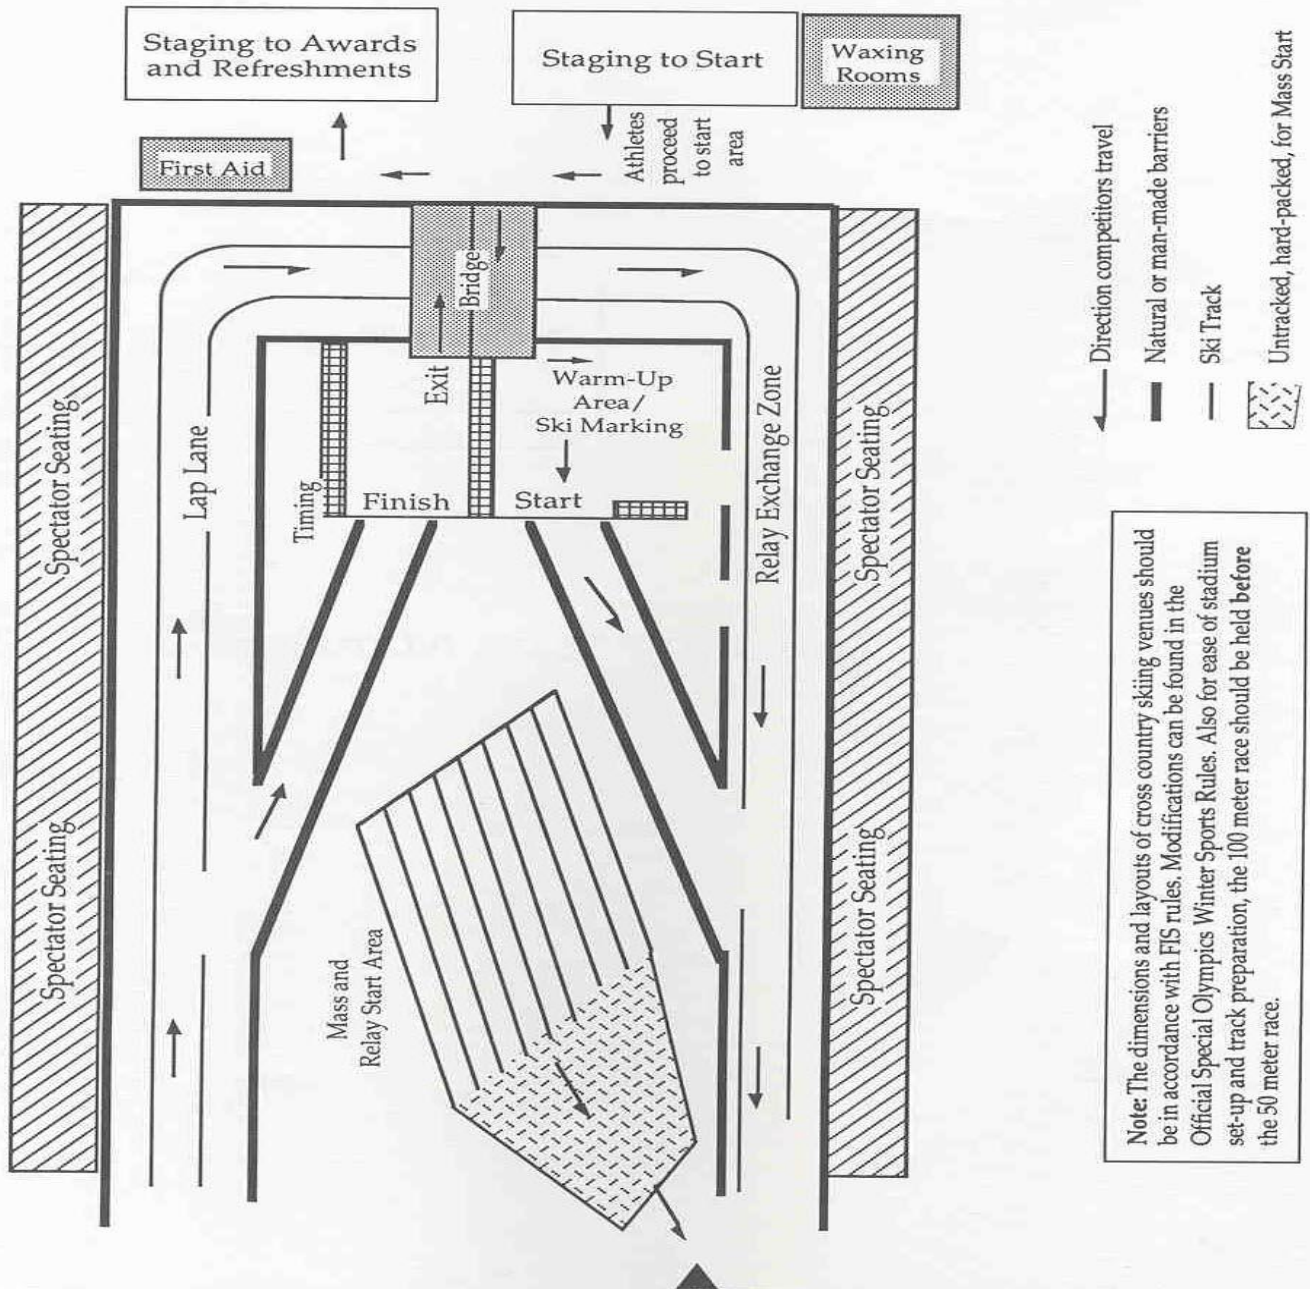 Staging to Awards
and Refreshments
Staging to Start
Waxing
Rooms
First Aid
Athletes
proceed
to start
area
Bridge
Exit
Warm-Up
Area/
Ski Marking
Timing
Finish
Start
Lap Lane
Relay Exchange Zone
Spectator Seating
Spectator Seating
Spectator Seating
Spectator Seating
Mass and
Relay Start Area
Direction competitors travel
Natural or man-made barriers
Ski Track
Untracked, hard-packed, for Mass Start
Note: The dimensions and layouts of cross country skiing venues should
be in accordance with FIS rules. Modifications can be found in the
Official Special Olympics Winter Sports Rules. Also for ease of stadium
set-up and track preparation, the 100 meter race should be held before
the 50 meter race.